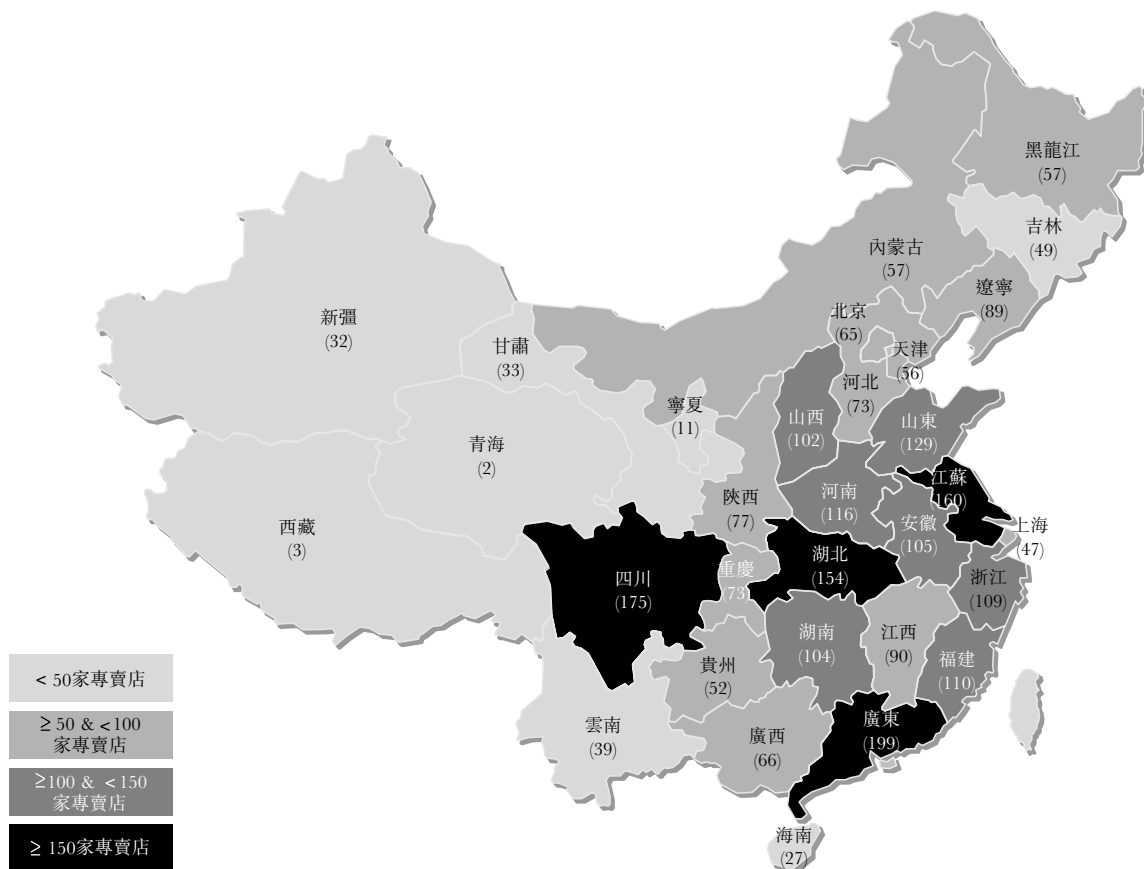 黑龍江
(57)
吉林
(49)
內蒙古
(57)
遼寧
(89)
北京
(65)
新疆
(32)
天津
(56)
甘肅
(33)
河北
(73)
寧夏
(11)
山西
(102)
山東
(129)
青海
(2)
江蘇
(160)
河南
(116)
陝西
(77)
安徽
(105)
西藏
(3)
上海
(47)
湖北
(154)
重慶
(73)
四川
(175)
浙江
(109)
湖南
(104)
江西
(90)
福建
(110)
貴州
(52)
雲南
(39)
廣西
(66)
廣東
(199)
海南
(27)
< 50家專賣店
≥ 50 & <100
家專賣店
≥100 & <150
家專賣店
≥ 150家專賣店